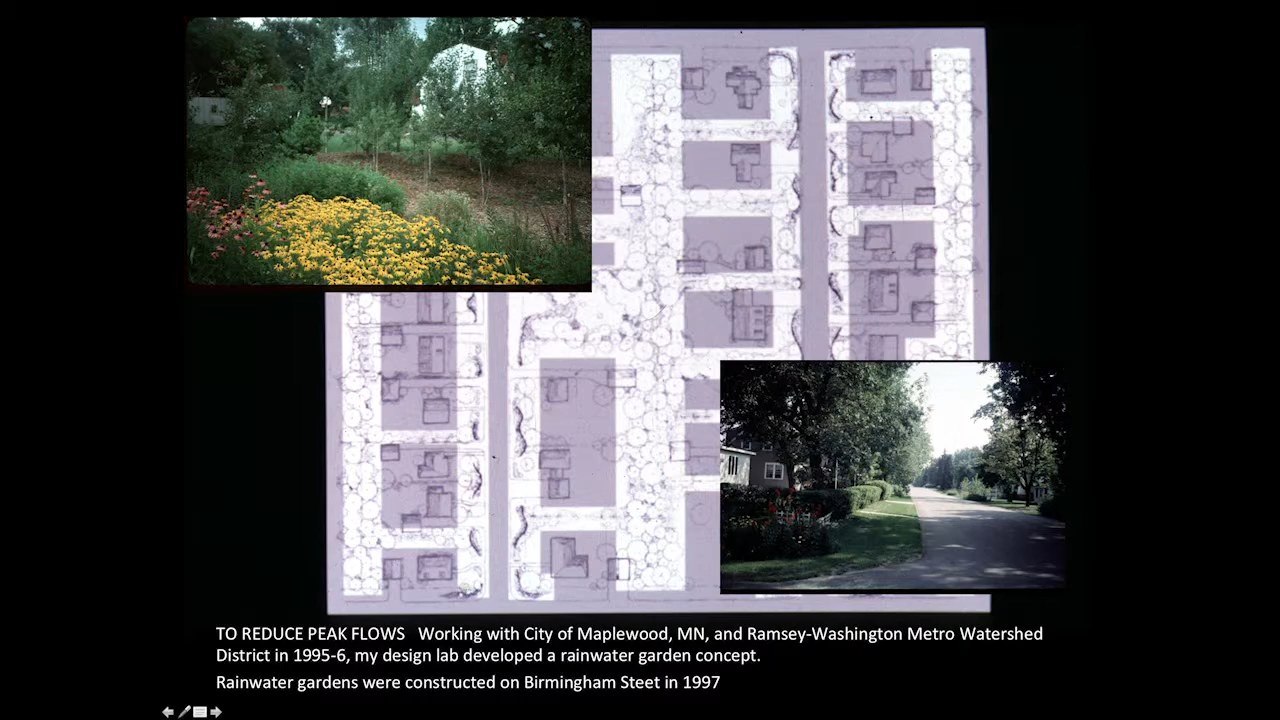 TO REDUCE PEAK FLOWS Working with City of Maplewood, MN, and Ramsey-Washington Metro Watershed
District in 1995-6, my design lab developed a rainwater garden concept.
Rainwater gardens were constructed on Birmingham Steet in 1997